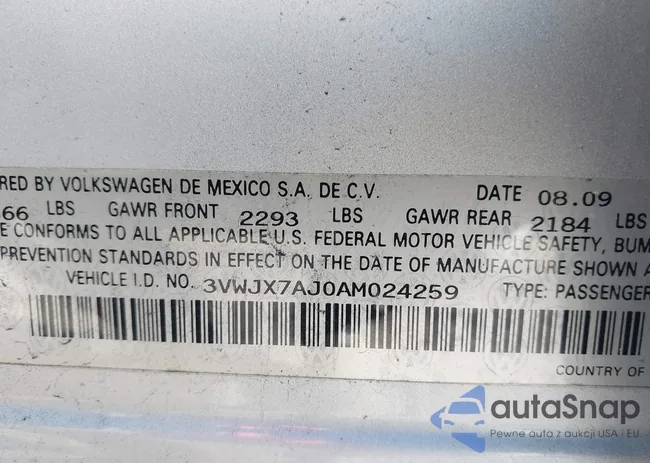 RED BY VOLKSWAGEN DE MEXICO S.A. DE C.V. DATE 08.09
66 LBS GAWR FRONT 2293 LBS GAWR REAR 2184 LBS
E CONFORMS TO ALL APPLICABLE U.S. FEDERAL MOTOR VEHICLE SAFETY, BUM
PREVENTION STANDARDS IN EFFECT ON THE DATE OF MANUFACTURE SHOWN A
VEHICLE I.D. NO. 3VWJX7AJ0AM024259 TYPE: PASSENGER
COUNTRY OF
autaSnap
Pewne auto z aukcji USA i EU